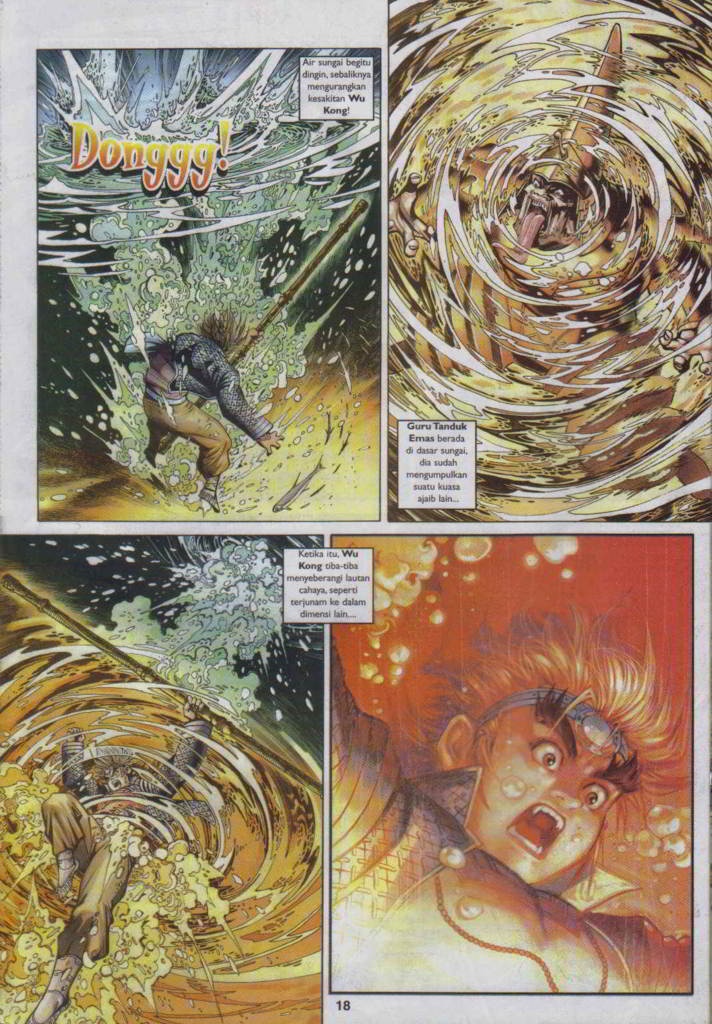 Air sungai begitu
dingin, sebaliknya
mengurangkan
kesakitan Wu
Kong!
Donggg!
Guru Tanduk
Emas berada
di dasar sungai,
dia sudah
mengumpulkan
suatu kuasa
ajaib lain...
Ketika itu, Wu
Kong tiba-tiba
menyeberangi lautan
cahaya, seperti
terjunam ke dalam
dimensi lain....
18